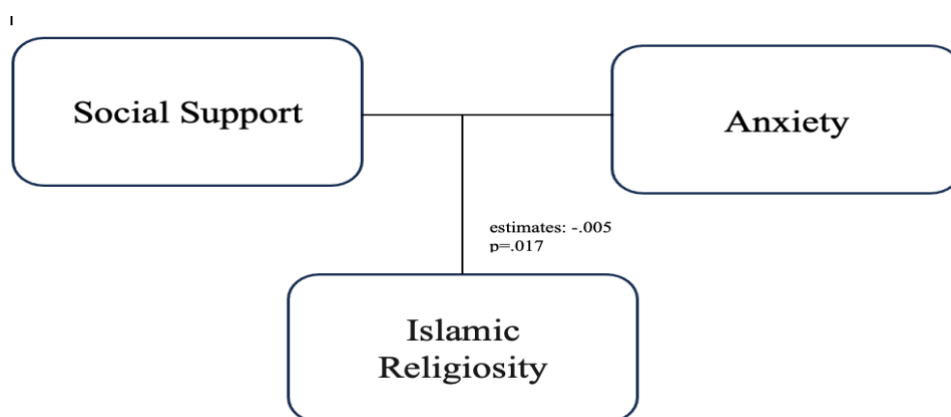 Social Support
Anxiety
estimates: -.005
p=.017
Islamic
Religiosity